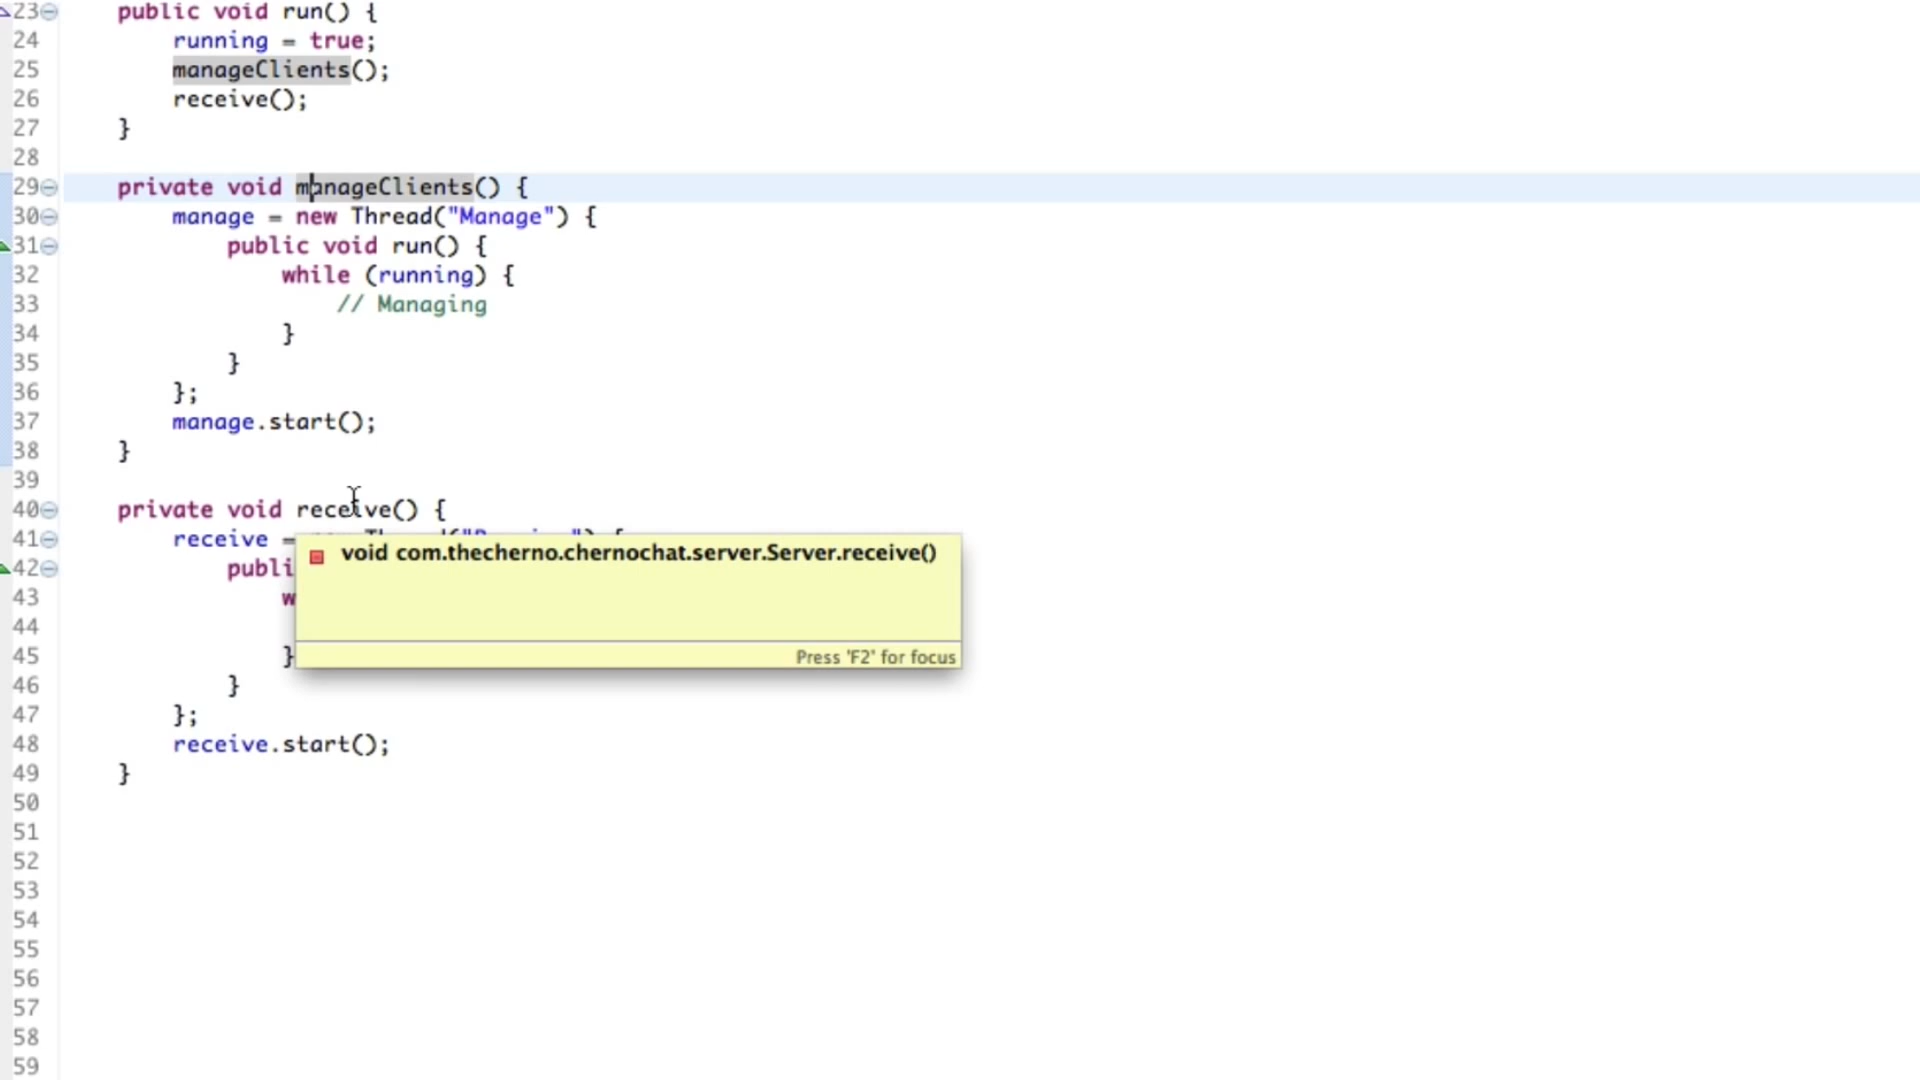 23 public void run() {
24 running = true;
25 manageClients();
26 receive();
27 }
28
29 private void manageClients() {
30 manage = new Thread("Manage") {
31 public void run() {
32 while (running) {
33 // Managing
34 }
35 }
36 };
37 manage.start();
38 }
39
40 private void receive() {
41 receive =
42 publi
void com.thecherno.chernochat.server.Server.receive()
43 w
44
45 }
Press 'F2' for focus
46 }
47 };
48 receive.start();
49 }
50
51
52
53
54
55
56
57
58
59